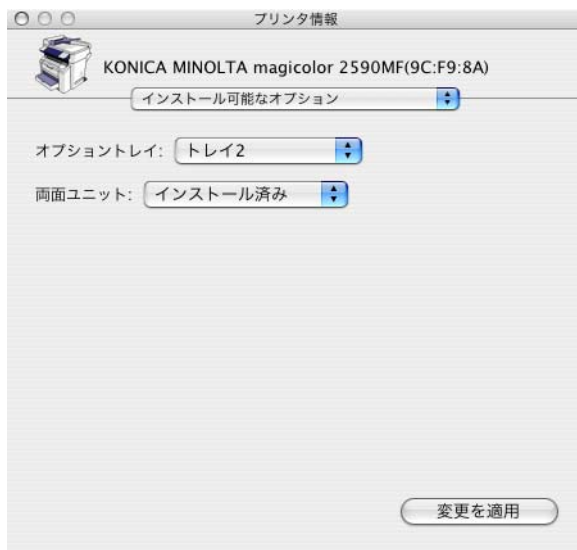 プリンタ情報
KONICA MINOLTA magicolor 2590MF(9C:F9:8A)
インストール可能なオプション
オプショントレイ: トレイ2
両面ユニット: インストール済み
変更を適用